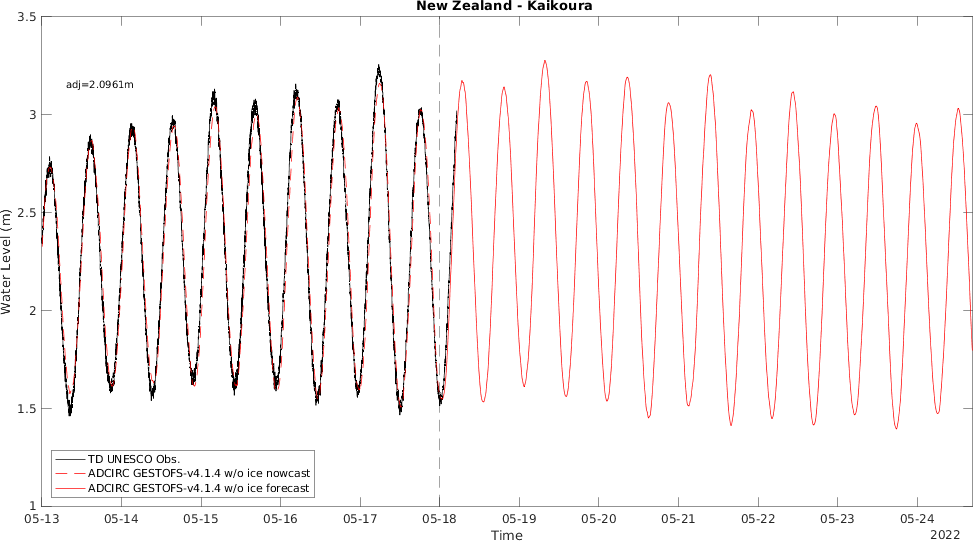 New Zealand - Kaikoura
3.5
3
2.5
2
1.5
1
Water Level (m)
adj=2.0961m
TD UNESCO Obs.
ADCIRC GESTOFS-v4.1.4 w/o ice nowcast
ADCIRC GESTOFS-v4.1.4 w/o ice forecast
05-13 05-14 05-15 05-16 05-17 05-18 05-19 05-20 05-21 05-22 05-23 05-24
Time
2022